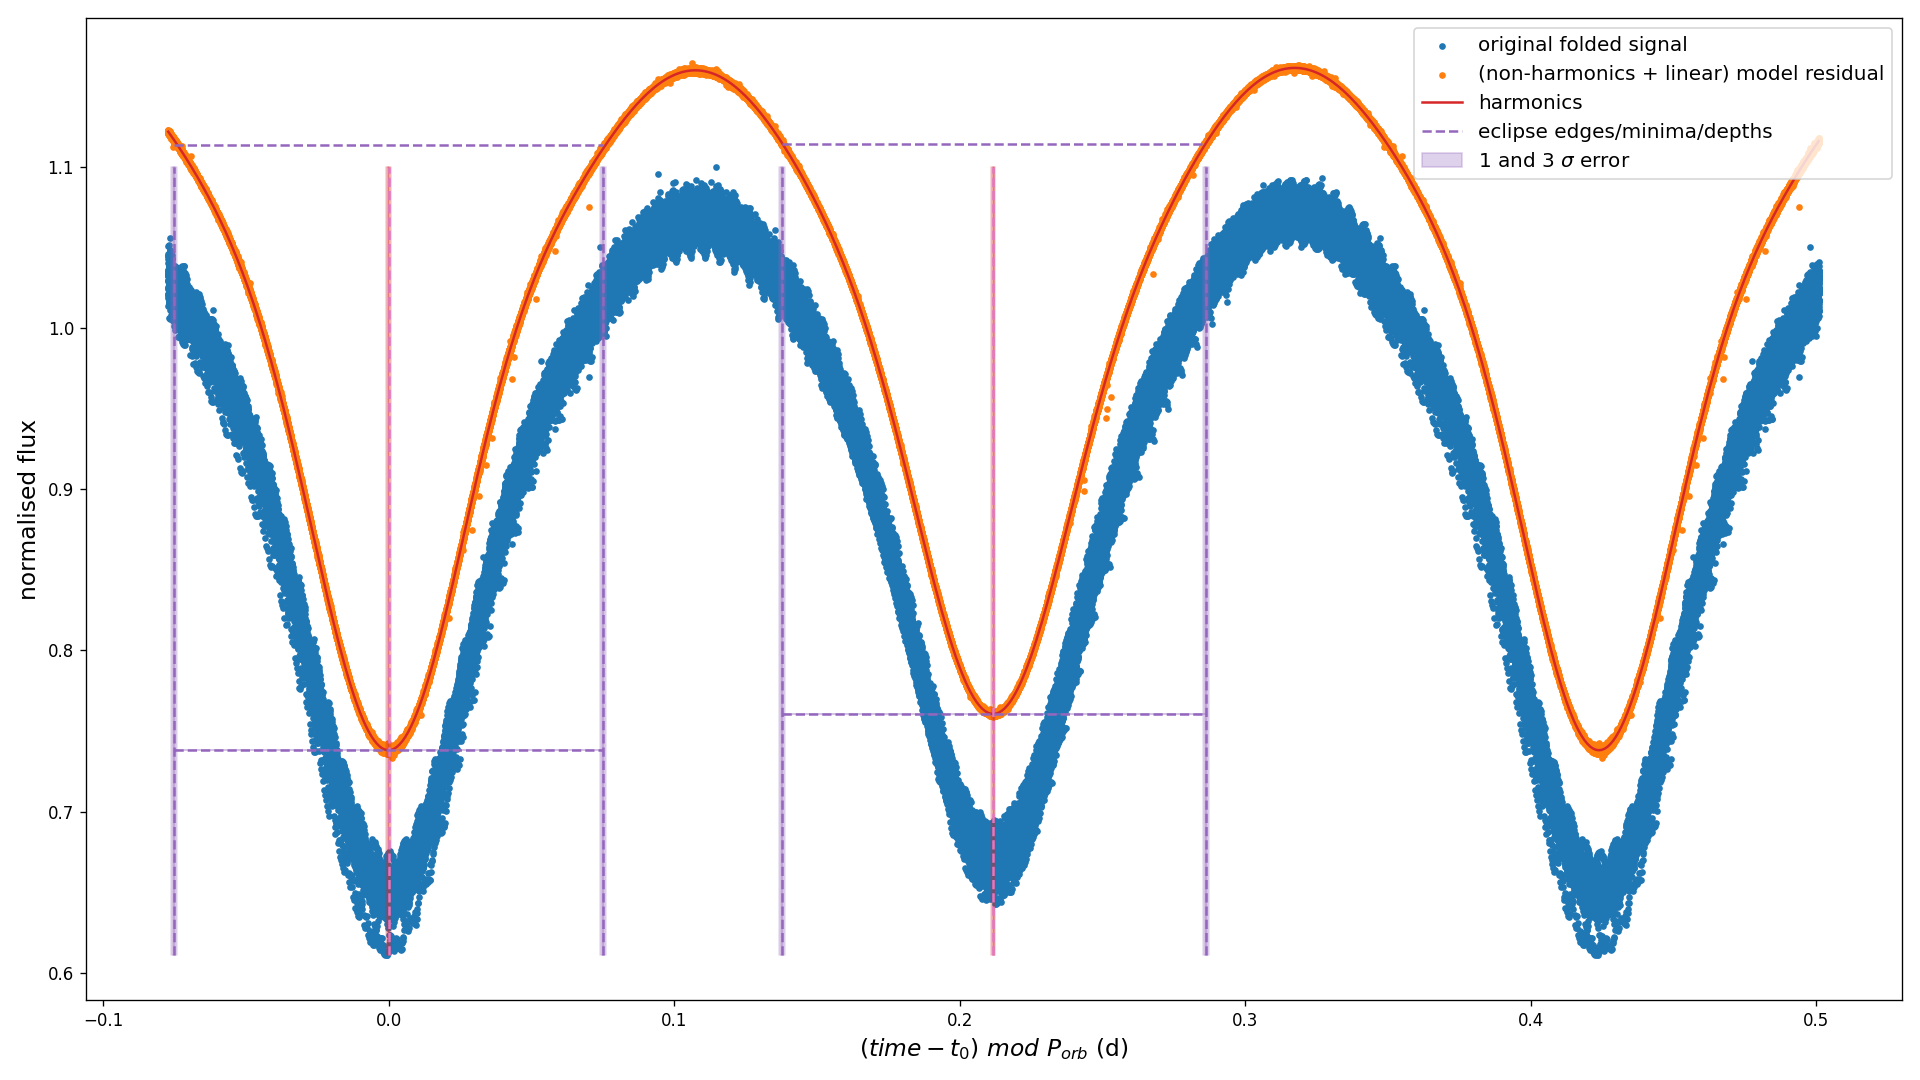 original folded signal
(non-harmonics + linear) model residual
harmonics
eclipse edges/minima/depths
1 and 3 σ error
normalised flux
1.1
1.0
0.9
0.8
0.7
0.6
−0.1 0.0 0.1 0.2 0.3 0.4 0.5
(time − t₀) mod Pₒᵣb (d)